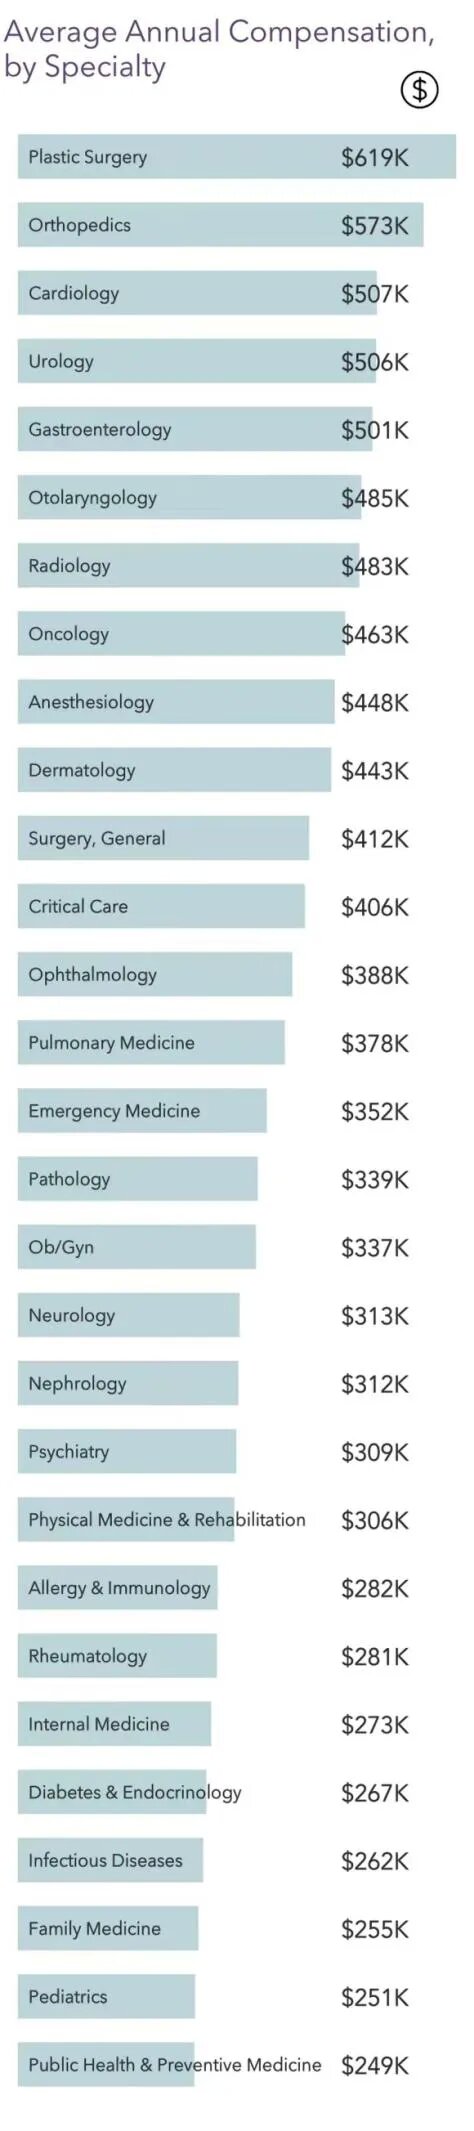 Average Annual Compensation,
by Specialty
$
Plastic Surgery $619K
Orthopedics $573K
Cardiology $507K
Urology $506K
Gastroenterology $501K
Otolaryngology $485K
Radiology $483K
Oncology $463K
Anesthesiology $448K
Dermatology $443K
Surgery, General $412K
Critical Care $406K
Ophthalmology $388K
Pulmonary Medicine $378K
Emergency Medicine $352K
Pathology $339K
Ob/Gyn $337K
Neurology $313K
Nephrology $312K
Psychiatry $309K
Physical Medicine & Rehabilitation $306K
Allergy & Immunology $282K
Rheumatology $281K
Internal Medicine $273K
Diabetes & Endocrinology $267K
Infectious Diseases $262K
Family Medicine $255K
Pediatrics $251K
Public Health & Preventive Medicine $249K